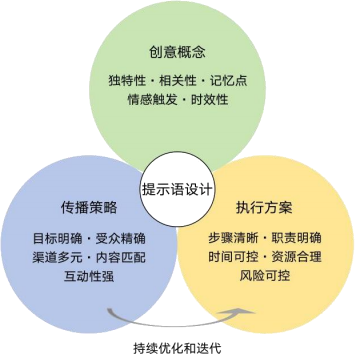 创意概念
独特性·相关性·记忆点
情感触发·时效性
提示语设计
传播策略
目标明确·受众精确
渠道多元·内容匹配
互动性强
执行方案
步骤清晰·职责明确
时间可控·资源合理
风险可控
持续优化和迭代